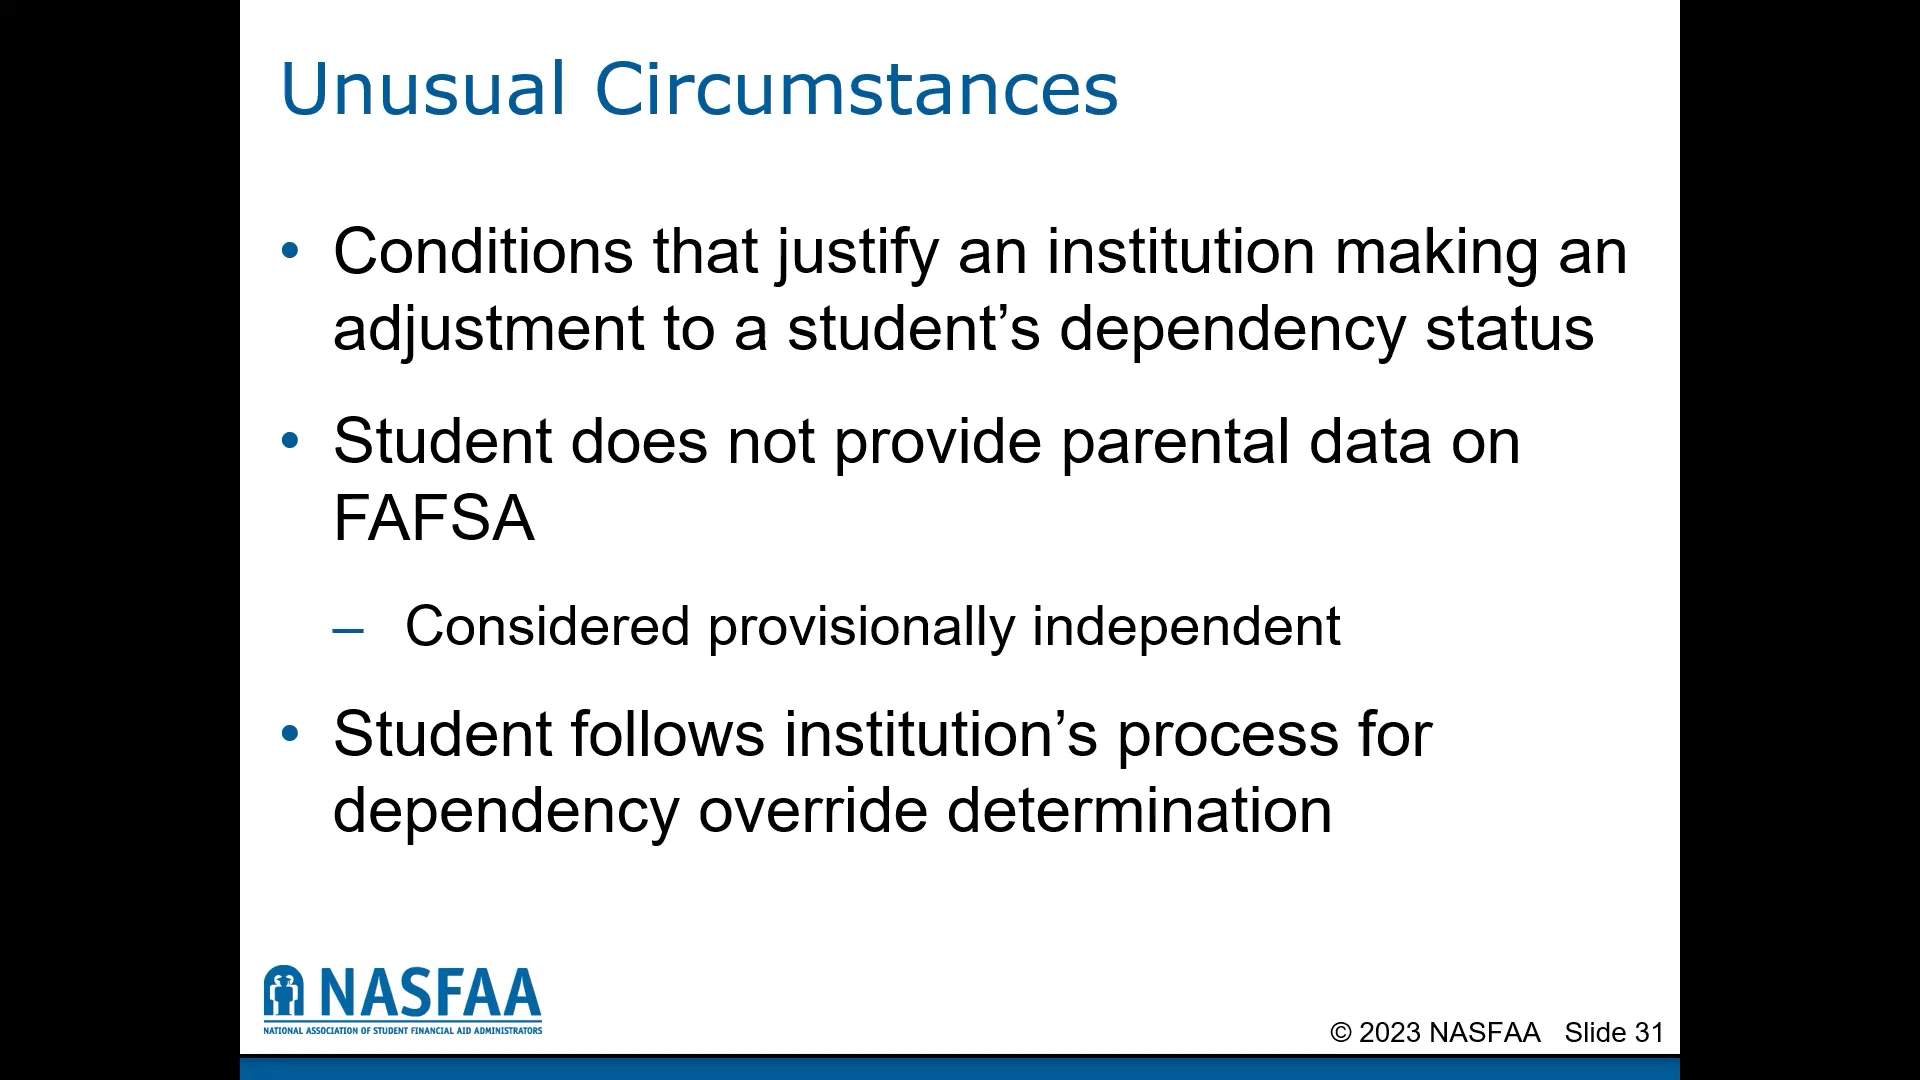 Unusual Circumstances
• Conditions that justify an institution making an
adjustment to a student’s dependency status
• Student does not provide parental data on
FAFSA
– Considered provisionally independent
• Student follows institution’s process for
dependency override determination
NASFAA
NATIONAL ASSOCIATION OF STUDENT FINANCIAL AID ADMINISTRATORS
© 2023 NASFAA Slide 31